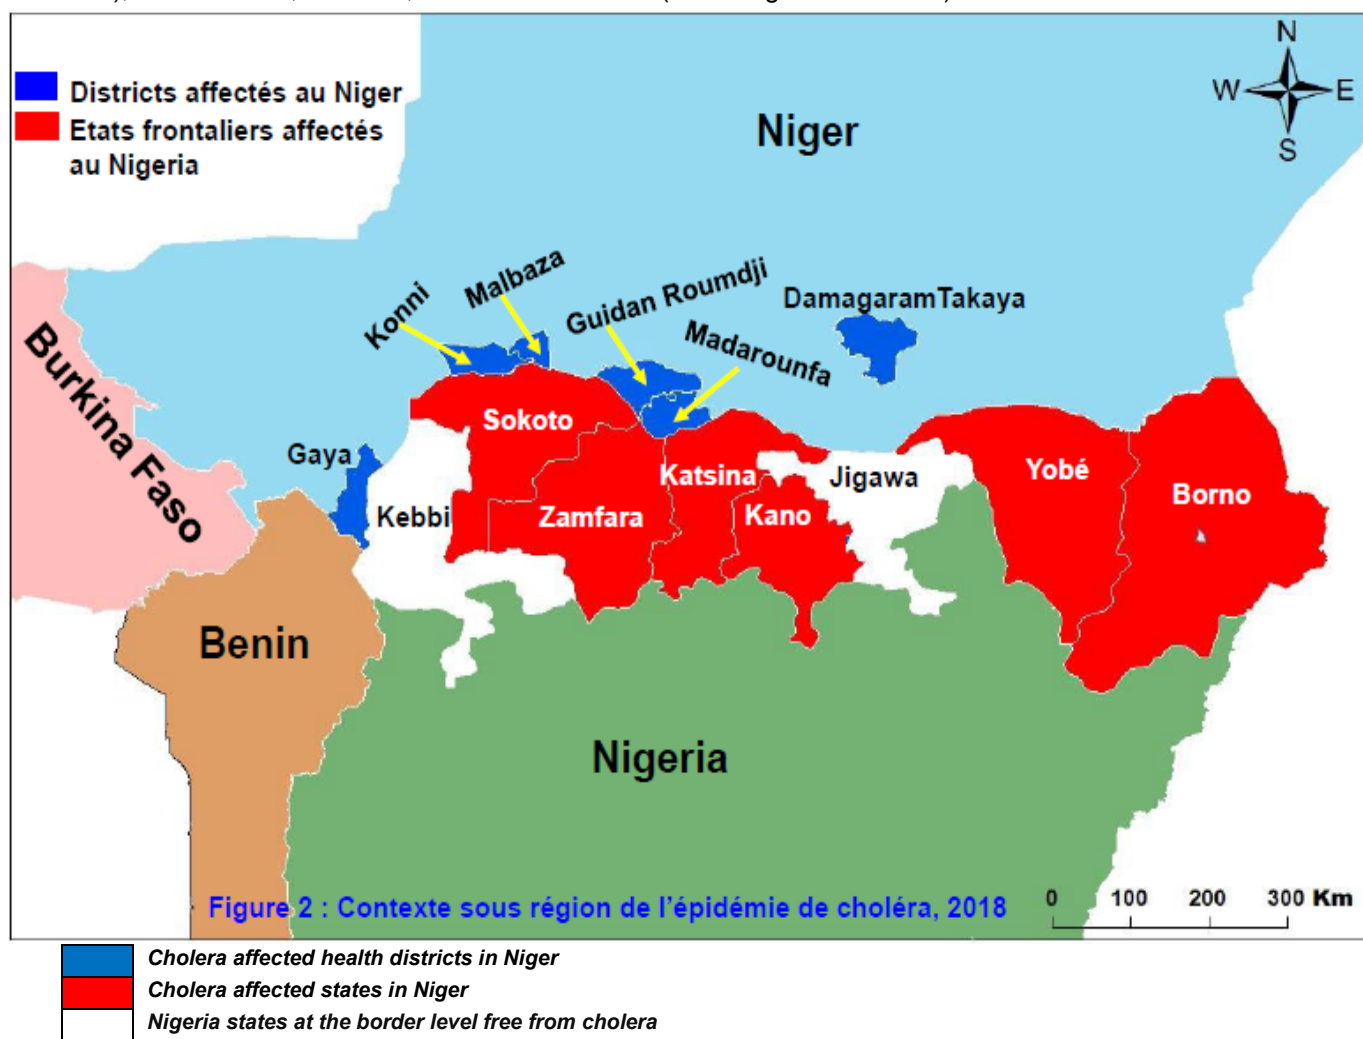 N
W E
S
Districts affectés au Niger
Etats frontaliers affectés
au Nigeria
Niger
Konni
Malbaza
Guidan Roumdji
Madarounfa
DamagaramTakaya
Burkina Faso
Gaya
Kebbi
Sokoto
Zamfara
Katsina
Kano
Jigawa
Yobé
Borno
Benin
Nigeria
Figure 2 : Contexte sous région de l'épidémie de choléra, 2018
0 100 200 300 Km
Cholera affected health districts in Niger
Cholera affected states in Niger
Nigeria states at the border level free from cholera